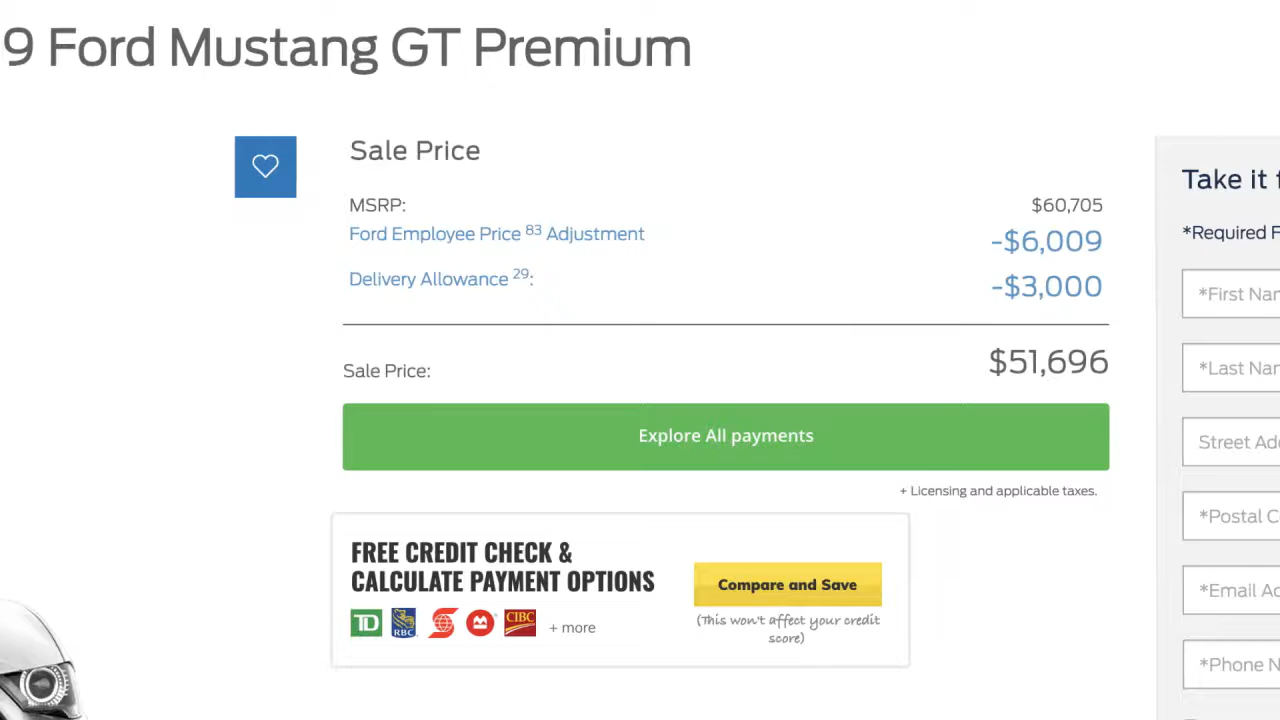 9 Ford Mustang GT Premium
Sale Price
MSRP: $60,705
Ford Employee Price 83 Adjustment -$6,009
Delivery Allowance 29: -$3,000
Sale Price: $51,696
Explore All payments
+ Licensing and applicable taxes.
FREE CREDIT CHECK &
CALCULATE PAYMENT OPTIONS
Compare and Save
(This won't affect your credit
score)
TD RBC CIBC + more
Take it f
*Required F
*First Nam
*Last Nam
Street Add
*Postal C
*Email Ad
*Phone N